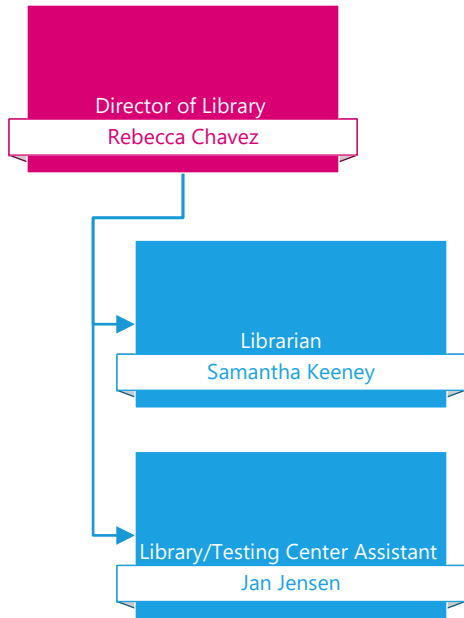 Director of Library
Rebecca Chavez
Librarian
Samantha Keeney
Library/Testing Center Assistant
Jan Jensen